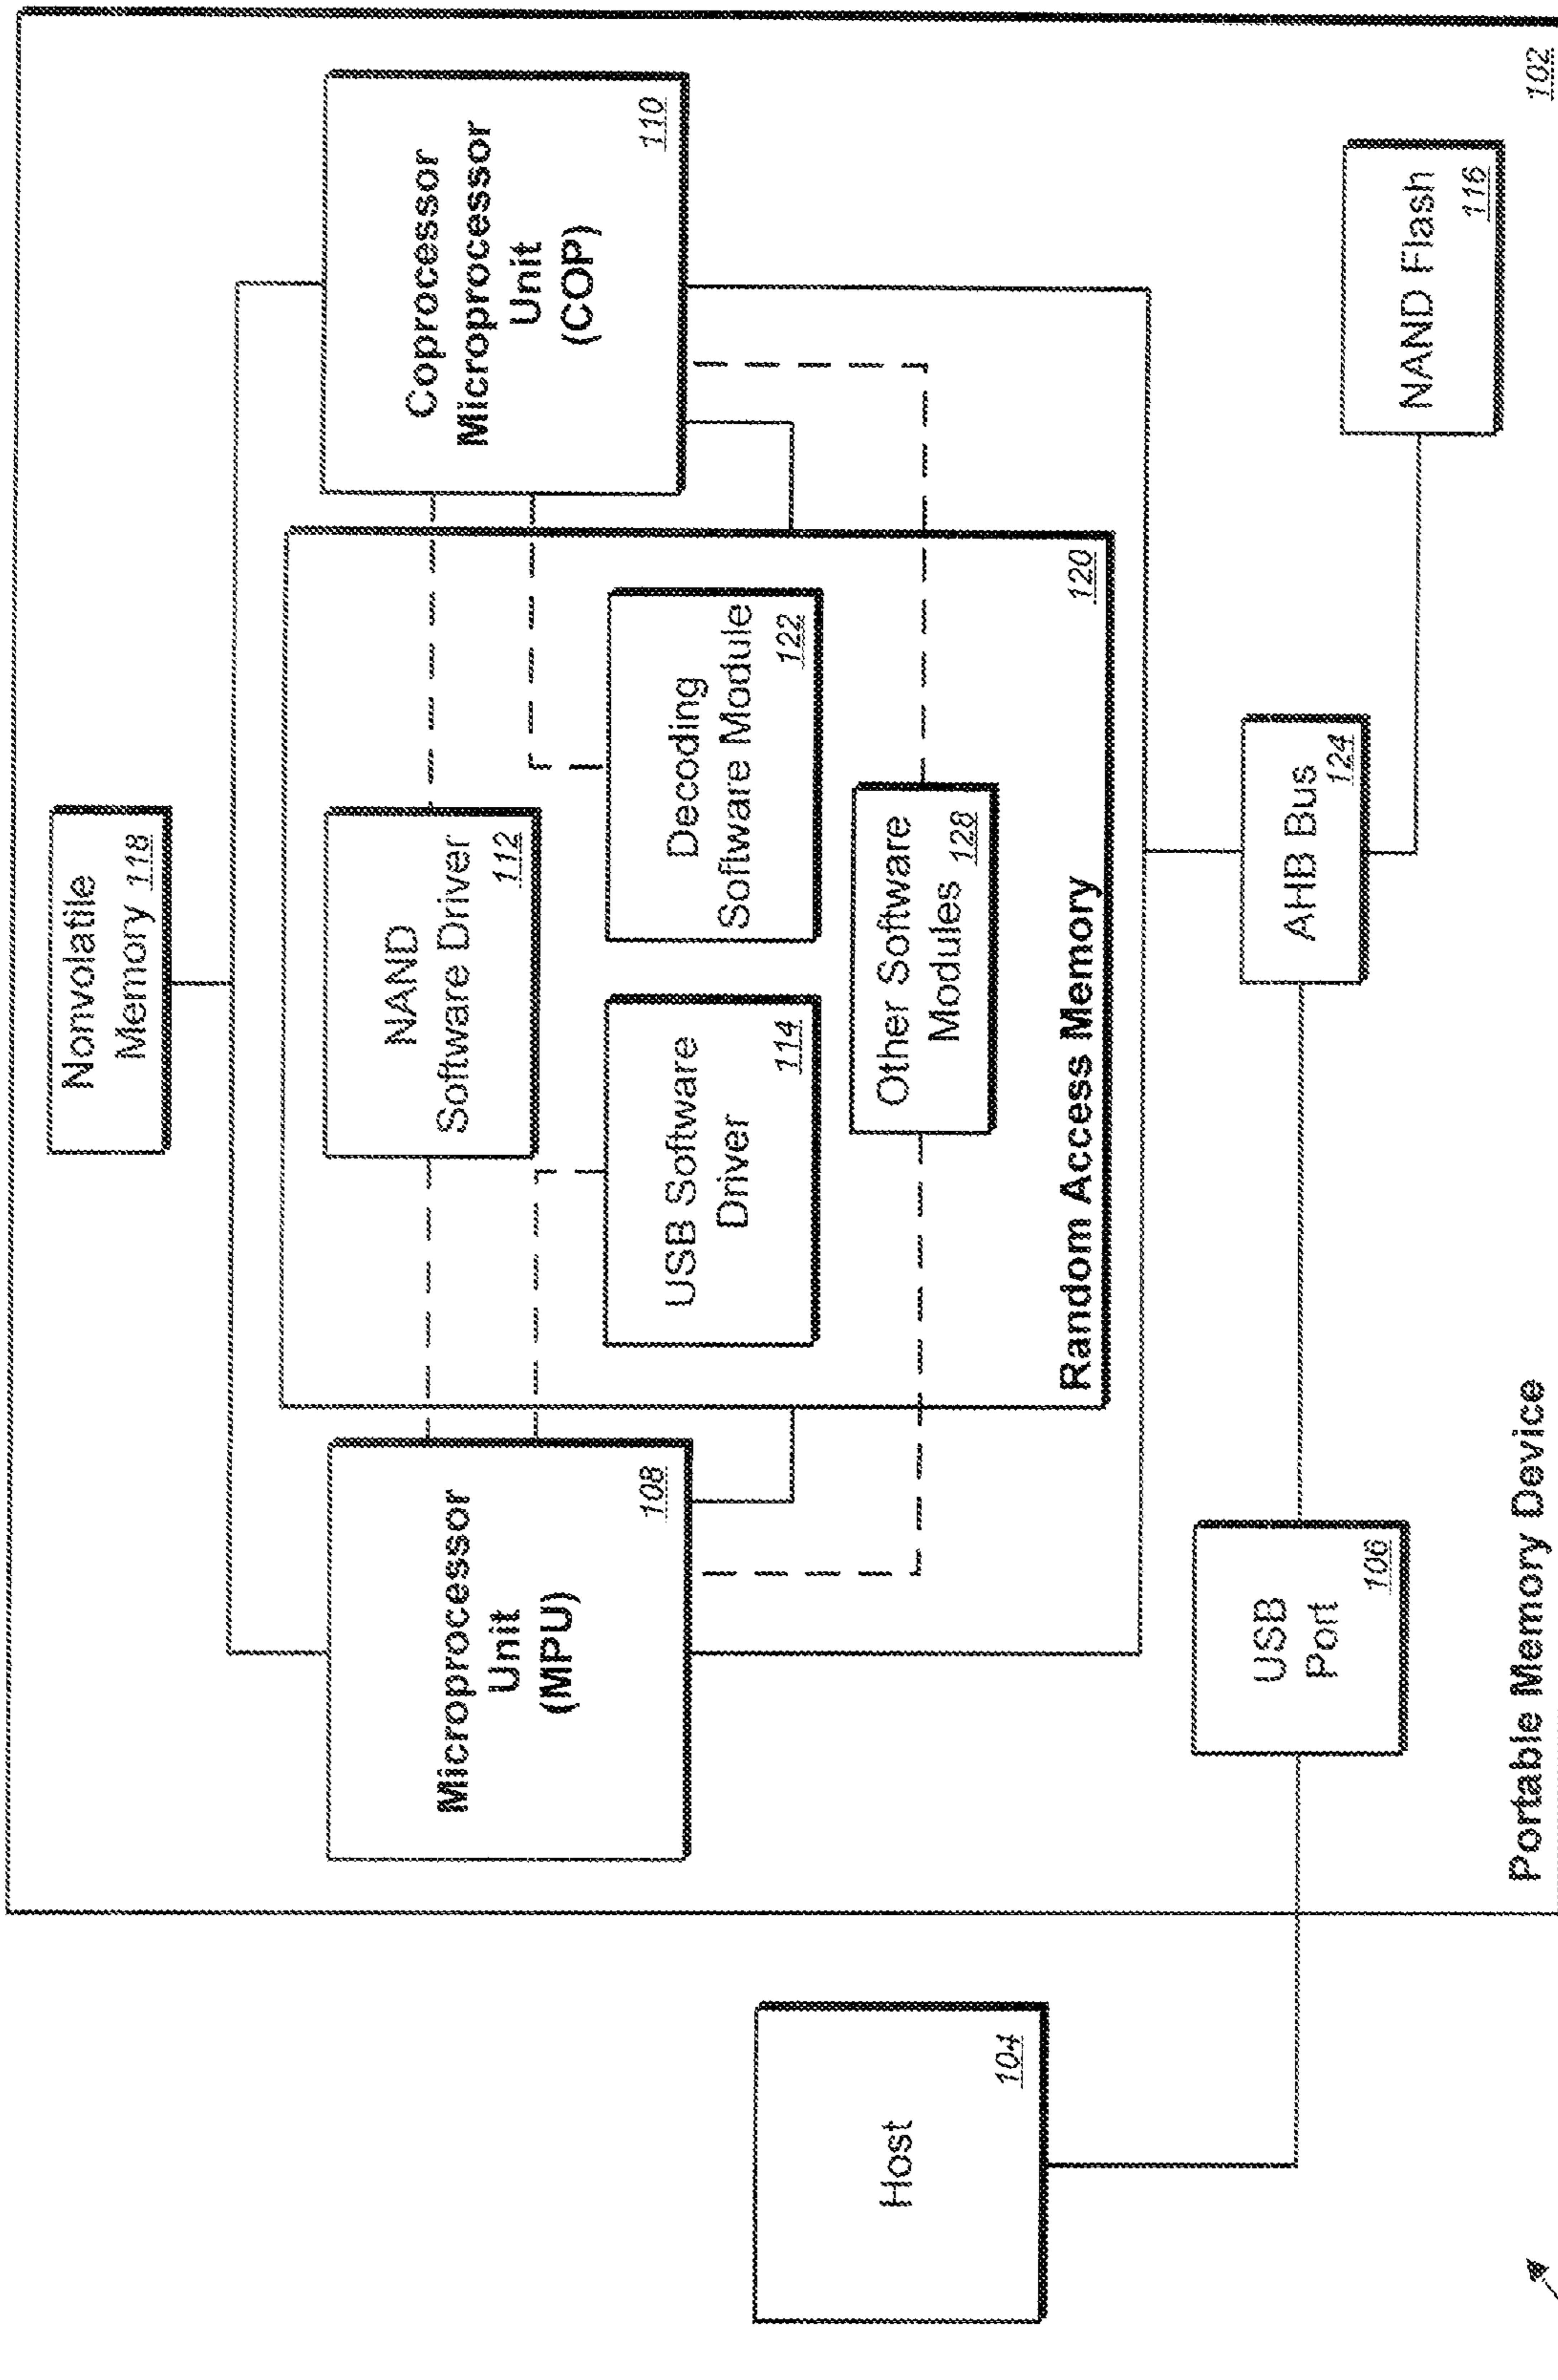 Nonvolatile
Memory 118
Microprocessor
Unit
(MPU)
108
NAND
Software Driver
112
Coprocessor
Microprocessor
Unit
(COP)
110
USB Software
Driver
114
Decoding
Software Module
122
Other Software
Modules 128
Random Access Memory
120
Host
104
USB
Port
106
AHB Bus
124
NAND Flash
116
Portable Memory Device
102